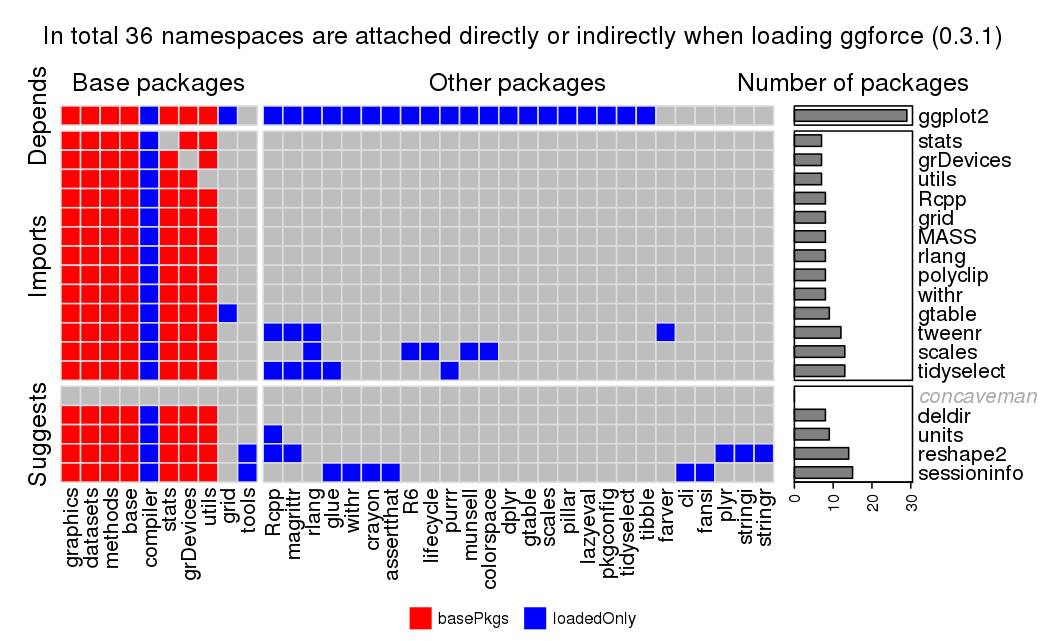 In total 36 namespaces are attached directly or indirectly when loading ggforce (0.3.1)
Base packages
Other packages
Number of packages
Depends
Imports
Suggests
ggplot2
stats
grDevices
utils
Rcpp
grid
MASS
rlang
polyclip
withr
gtable
tweenr
scales
tidyselect
concaveman
deldir
units
reshape2
sessioninfo
0
10
20
30
graphics
datasets
methods
base
compiler
stats
grDevices
utils
grid
tools
Rcpp
magrittr
rlang
glue
withr
crayon
assertthat
R6
lifecycle
purrr
munsell
colorspace
dplyr
gtable
scales
pillar
lazyeval
pkgconfig
tidyselect
tibble
farver
cli
fansi
plyr
stringi
stringr
basePkgs
loadedOnly